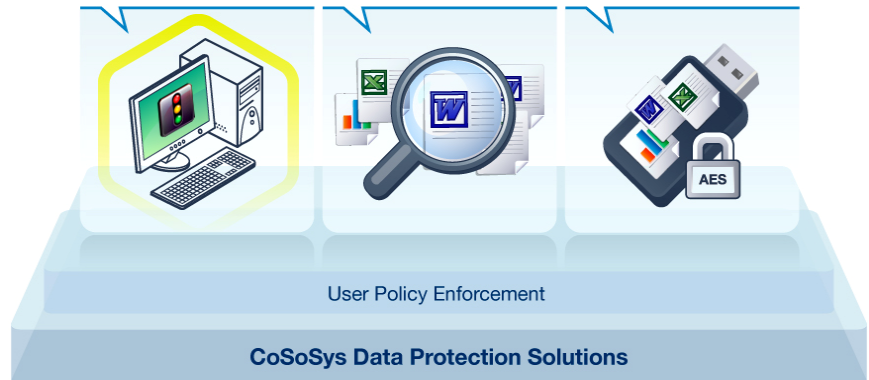 AES
User Policy Enforcement
CoSoSys Data Protection Solutions